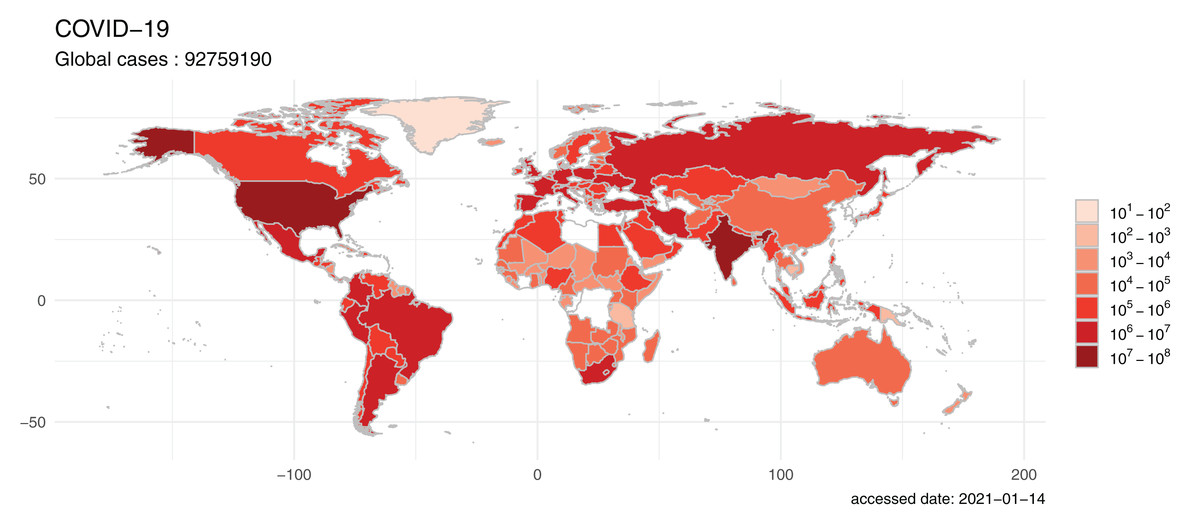 COVID−19
Global cases : 92759190
50
0
−50
−100
0
100
200
10¹ − 10²
10² − 10³
10³ − 10⁴
10⁴ − 10⁵
10⁵ − 10⁶
10⁶ − 10⁷
10⁷ − 10⁸
accessed date: 2021−01−14